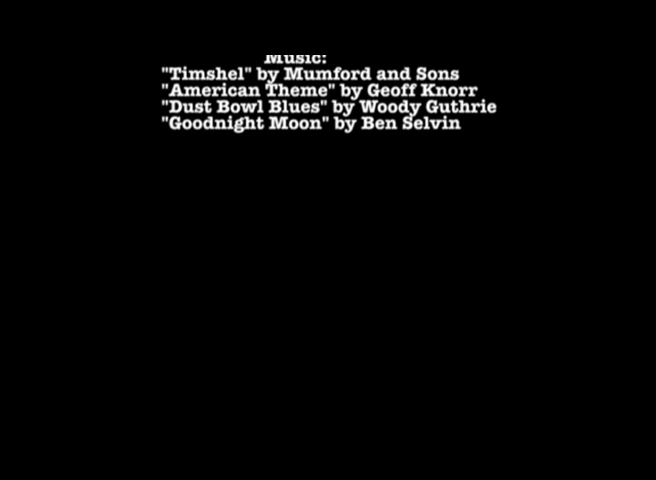 Music:
"Timshel" by Mumford and Sons
"American Theme" by Geoff Knorr
"Dust Bowl Blues" by Woody Guthrie
"Goodnight Moon" by Ben Selvin